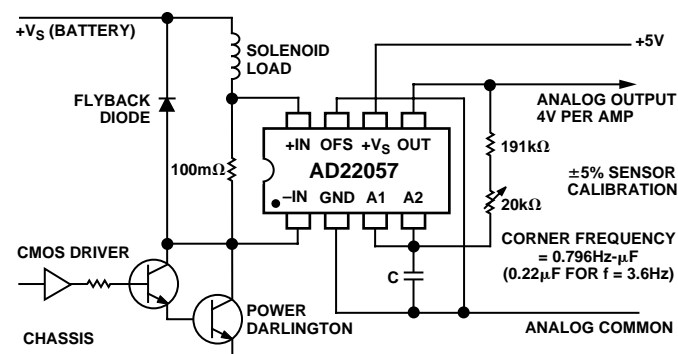 +VS (BATTERY)
SOLENOID
LOAD
+5V
FLYBACK
DIODE
ANALOG OUTPUT
4V PER AMP
+IN OFS +VS OUT
191kΩ
100mΩ
AD22057
±5% SENSOR
CALIBRATION
–IN GND A1 A2
20kΩ
CORNER FREQUENCY
= 0.796Hz-μF
(0.22μF FOR f = 3.6Hz)
CMOS DRIVER
C
POWER
DARLINGTON
CHASSIS
ANALOG COMMON